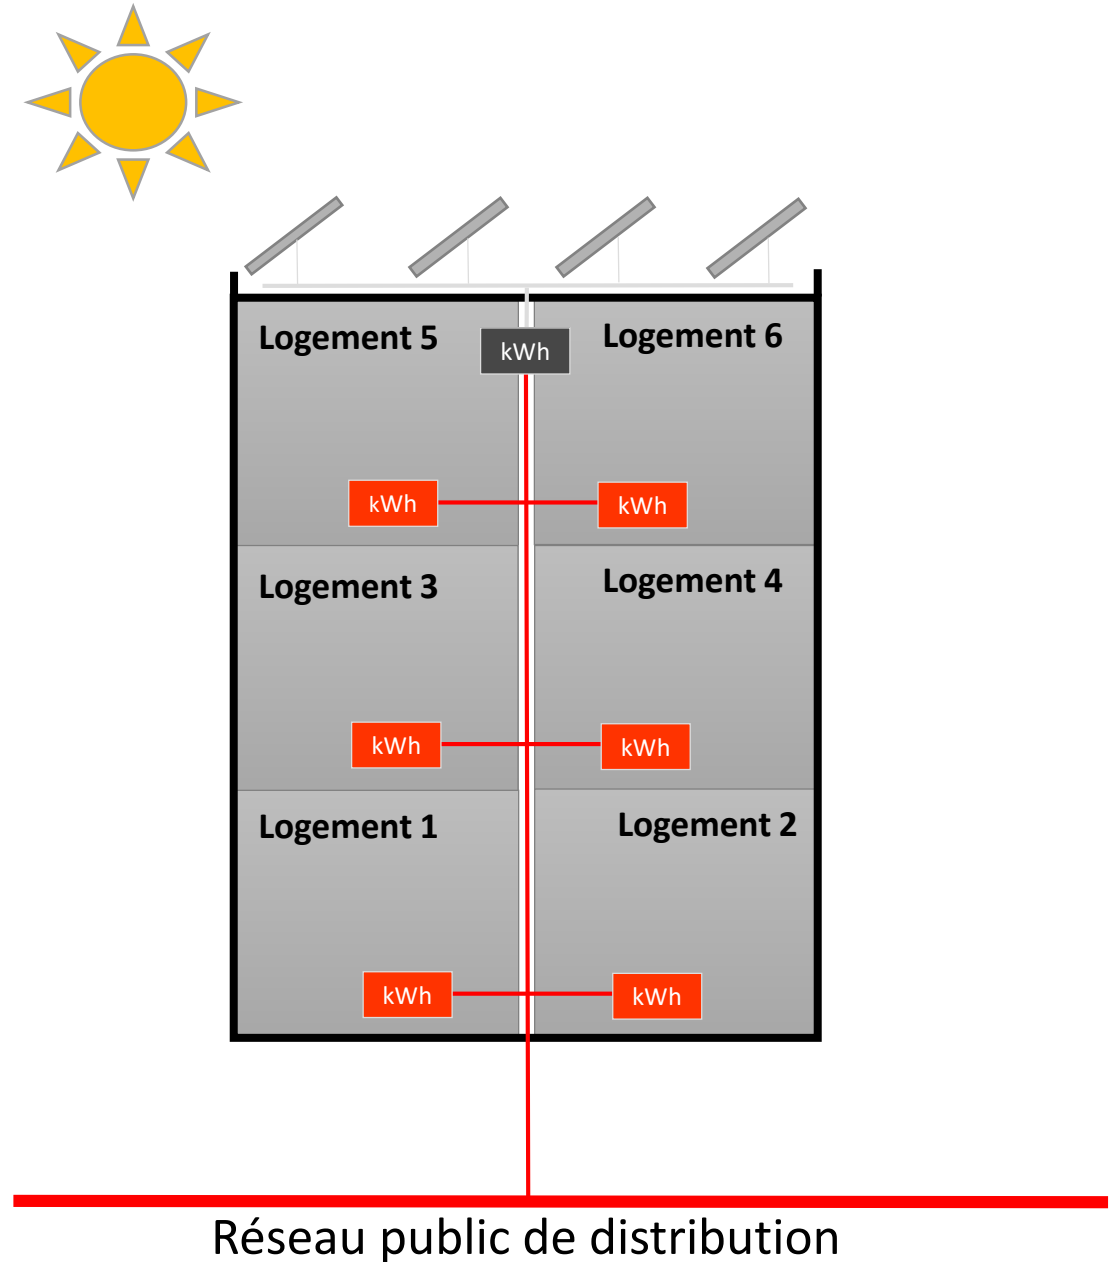 Logement 5
kWh
Logement 6
kWh
kWh
Logement 3
Logement 4
kWh
kWh
Logement 1
Logement 2
kWh
kWh
Réseau public de distribution